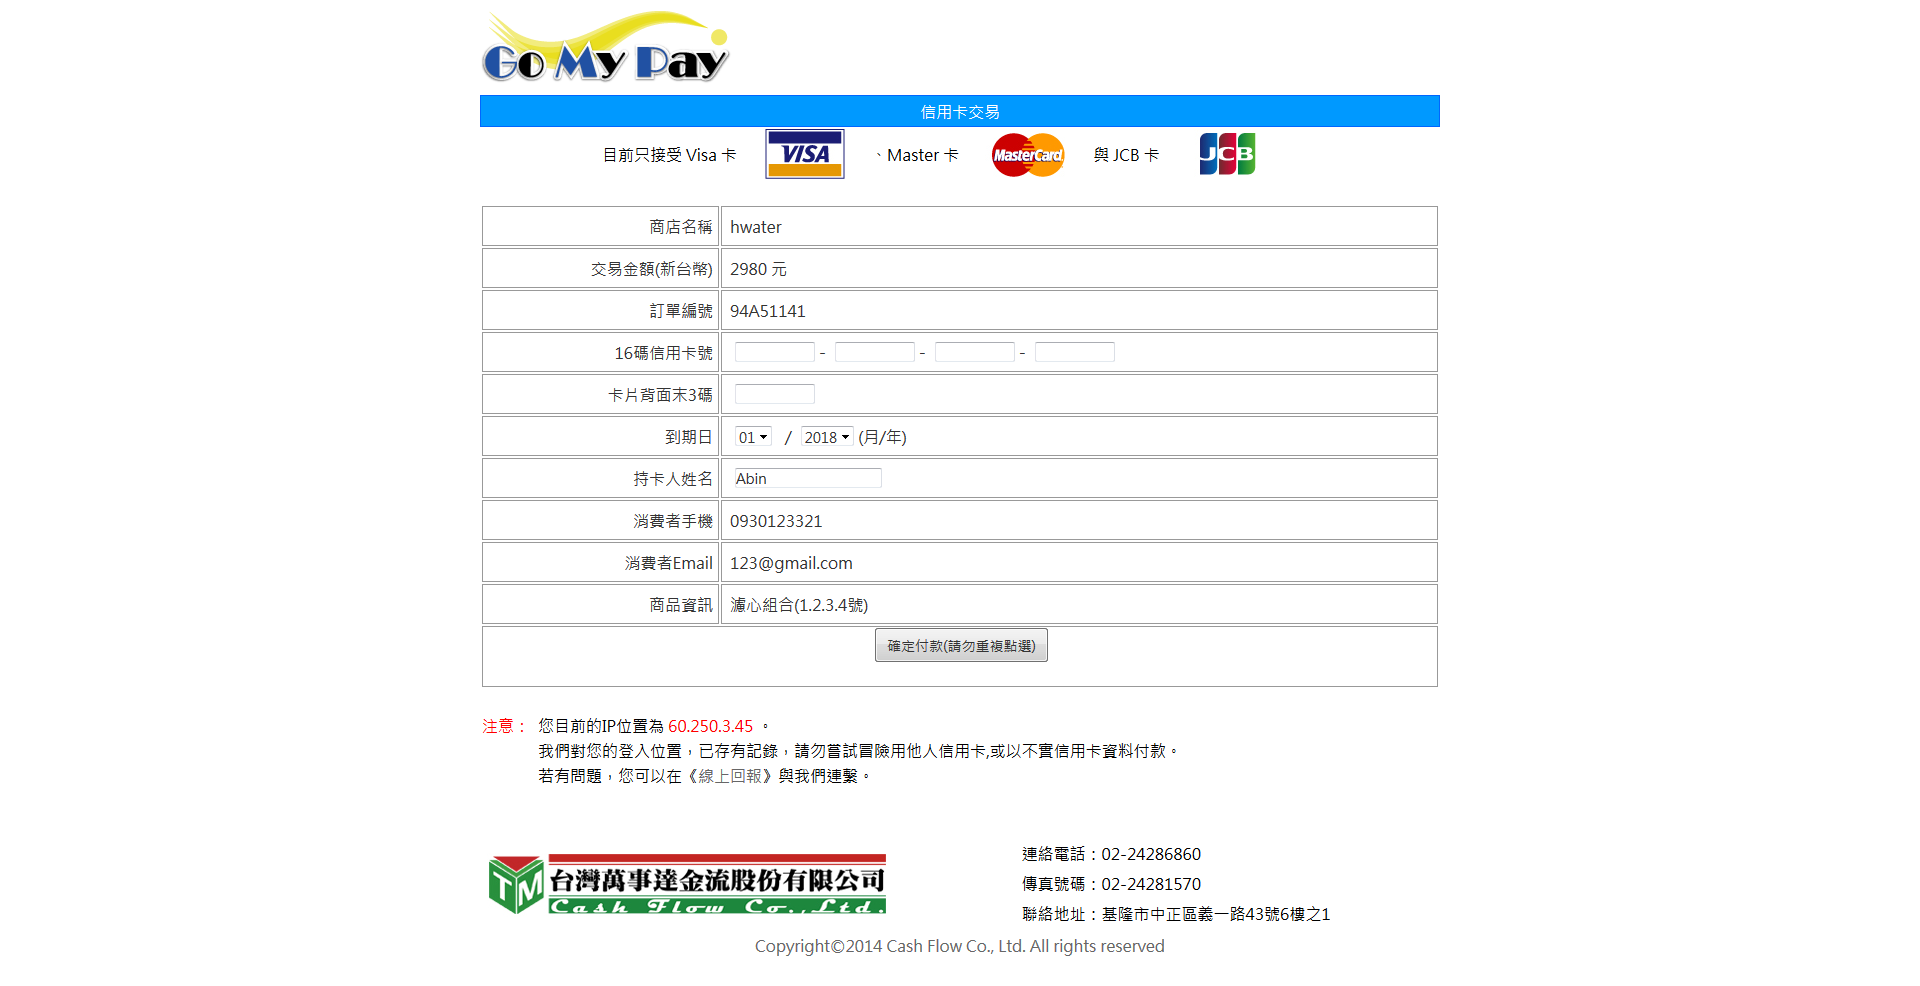 Go My Pay
信用卡交易
目前只接受 Visa 卡 VISA 、Master 卡 MasterCard 與 JCB 卡 JCB
商店名稱 hwater
交易金額(新台幣) 2980 元
訂單編號 94A51141
16碼信用卡號 - - -
卡片背面末3碼
到期日 01 / 2018 (月/年)
持卡人姓名 Abin
消費者手機 0930123321
消費者Email 123@gmail.com
商品資訊 濾心組合(1.2.3.4號)
確定付款(請勿重複點選)
注意： 您目前的IP位置為 60.250.3.45 。
我們對您的登入位置，已存有記錄，請勿嘗試冒險用他人信用卡,或以不實信用卡資料付款。
若有問題，您可以在《線上回報》與我們連繫。
TM 台灣萬事達金流股份有限公司
Cash Flow Co.,Ltd.
連絡電話：02-24286860
傳真號碼：02-24281570
聯絡地址：基隆市中正區義一路43號6樓之1
Copyright©2014 Cash Flow Co., Ltd. All rights reserved